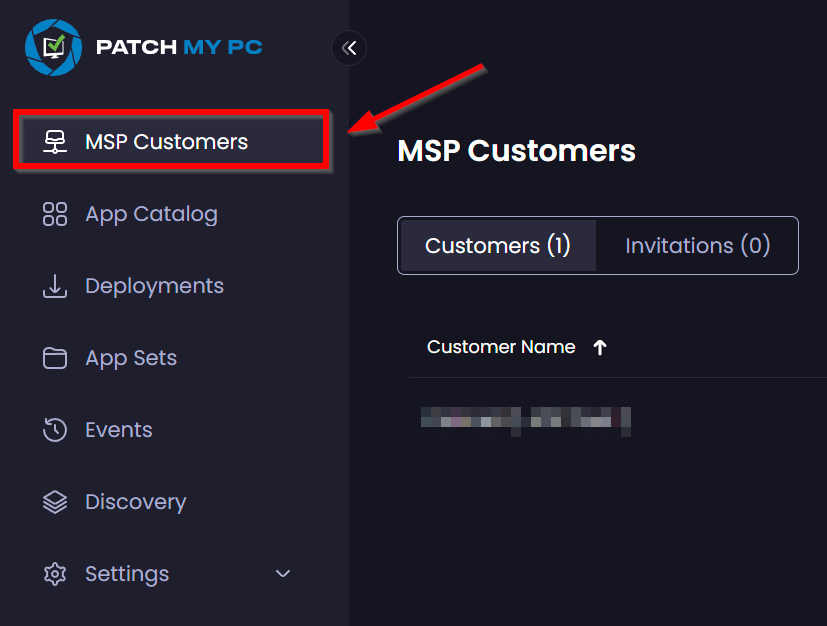 PATCH MY PC
MSP Customers
App Catalog
Deployments
App Sets
Events
Discovery
Settings
MSP Customers
Customers (1)
Invitations (0)
Customer Name